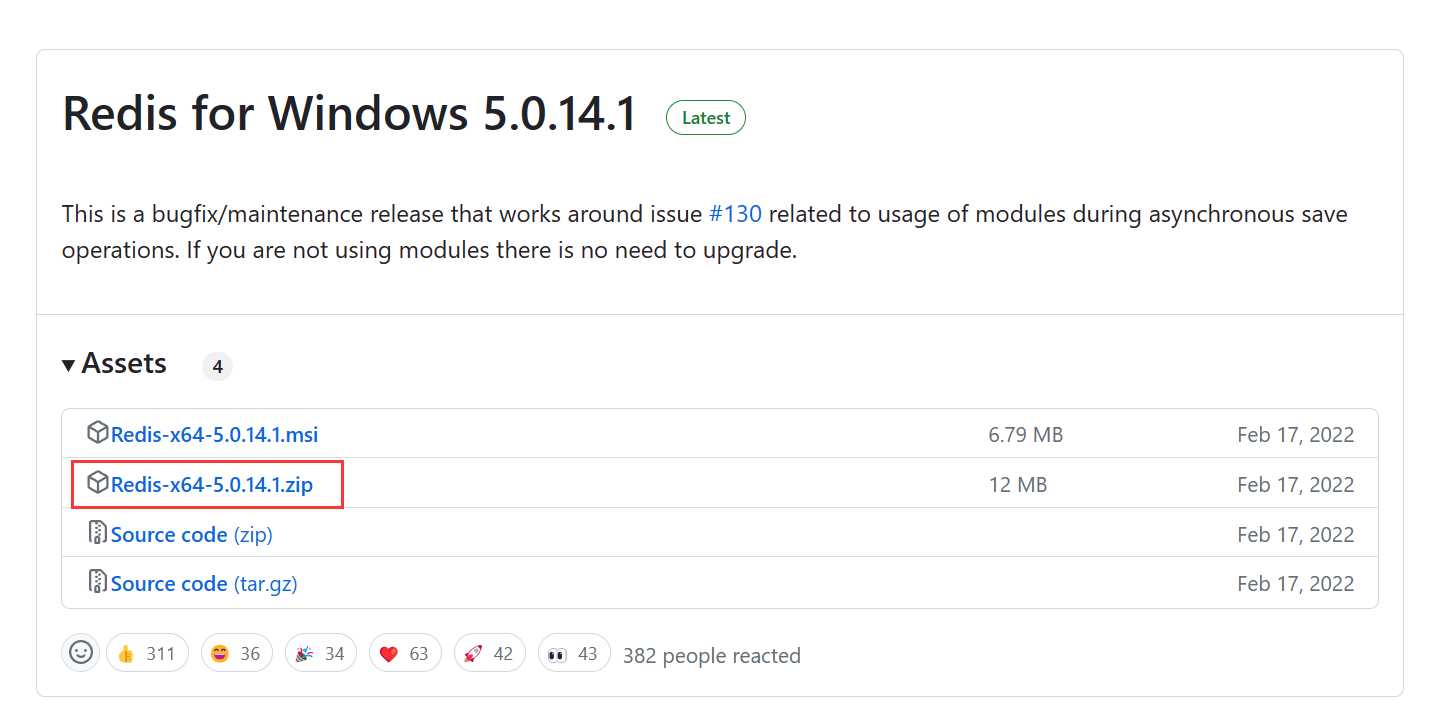 Redis for Windows 5.0.14.1 Latest
This is a bugfix/maintenance release that works around issue #130 related to usage of modules during asynchronous save
operations. If you are not using modules there is no need to upgrade.
Assets 4
Redis-x64-5.0.14.1.msi 6.79 MB Feb 17, 2022
Redis-x64-5.0.14.1.zip 12 MB Feb 17, 2022
Source code (zip) Feb 17, 2022
Source code (tar.gz) Feb 17, 2022
311 36 34 63 42 43 382 people reacted